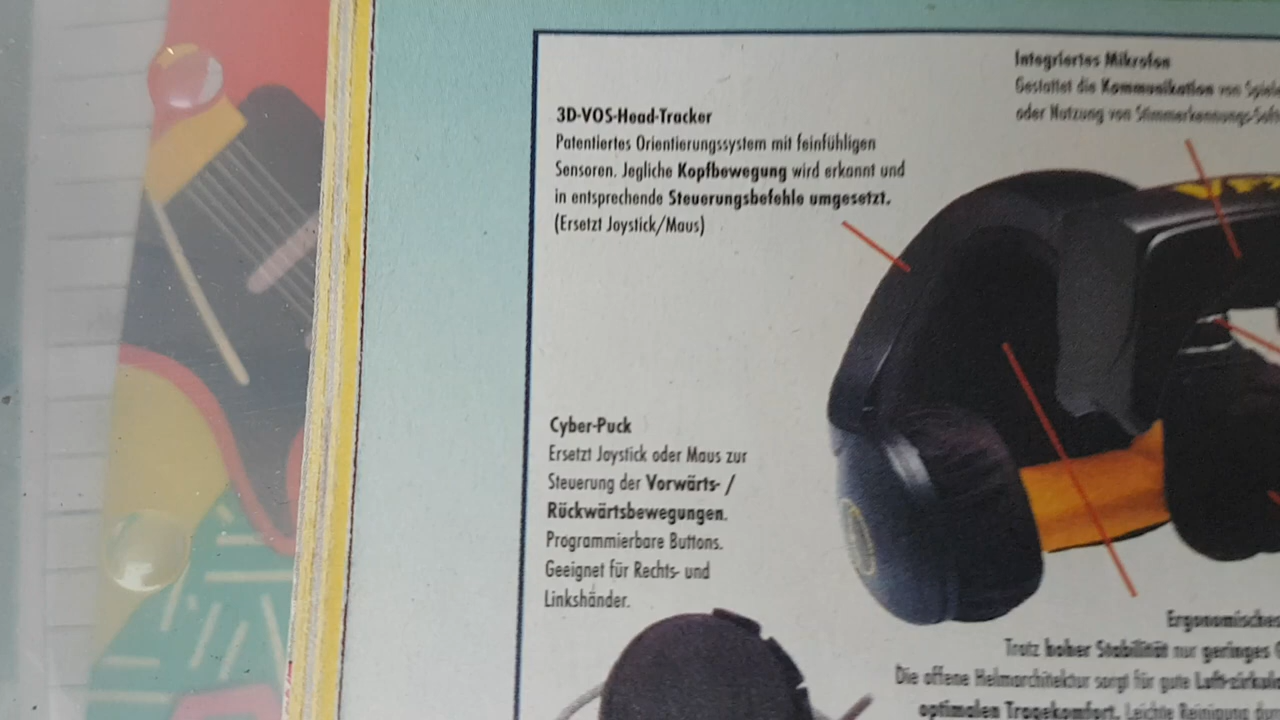 3D-VOS-Head-Tracker
Patentiertes Orientierungssystem mit feinfühligen
Sensoren. Jegliche Kopfbewegung wird erkannt und
in entsprechende Steuerungsbefehle umgesetzt.
(Ersetzt Joystick/Maus)
Integriertes Mikrofon
Gestattet die Kommunikation von
oder Nutzung von
Cyber-Puck
Ersetzt Joystick oder Maus zur
Steuerung der Vorwärts- /
Rückwärtsbewegungen.
Programmierbare Buttons.
Geeignet für Rechts- und
Linkshänder.
Ergonomisches
Trotz hoher Stabilität nur geringes
Die offene Helmarchitektur sorgt für gute
optimalen Tragekomfort. Leichte Reinigung